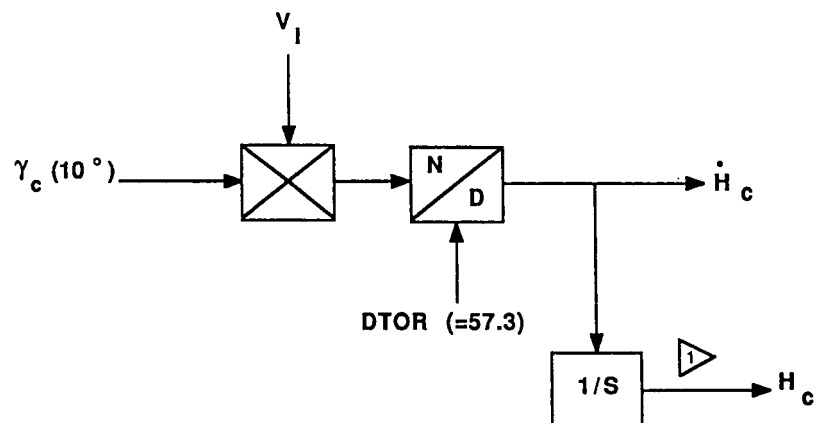 V I
γ c (10 °)
N
D
Ḣ c
DTOR (=57.3)
1/S
1
H c